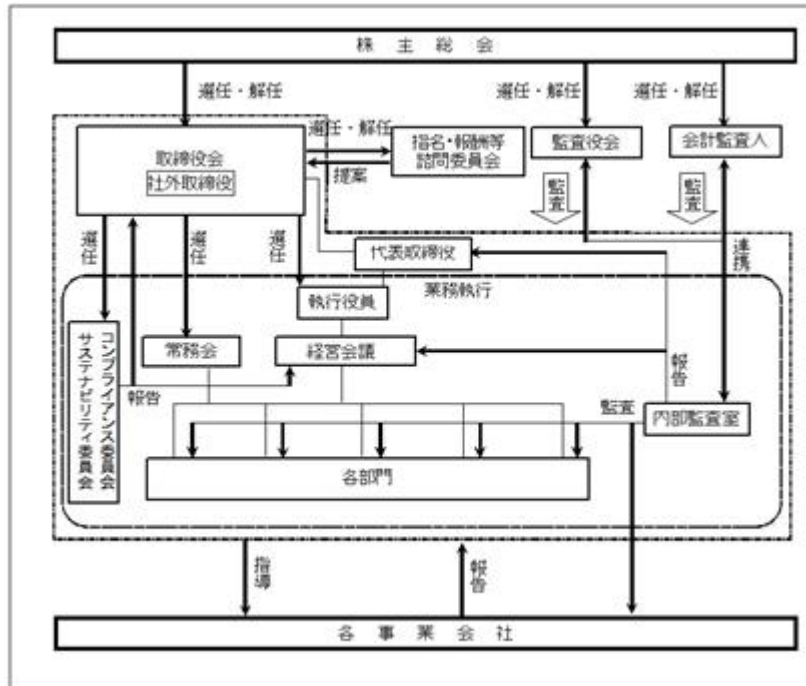 株主総会
選任・解任
選任・解任
選任・解任
取締役会
社外取締役
選任・解任
提案
指名・報酬等
諮問委員会
監査役会
会計監査人
監査
監査
選任
選任
選任
代表取締役
連携
業務執行
執行役員
常務会
経営会議
コンプライアンス委員会
サステナビリティ委員会
報告
報告
監査
内部監査室
各部門
指導
報告
各事業会社